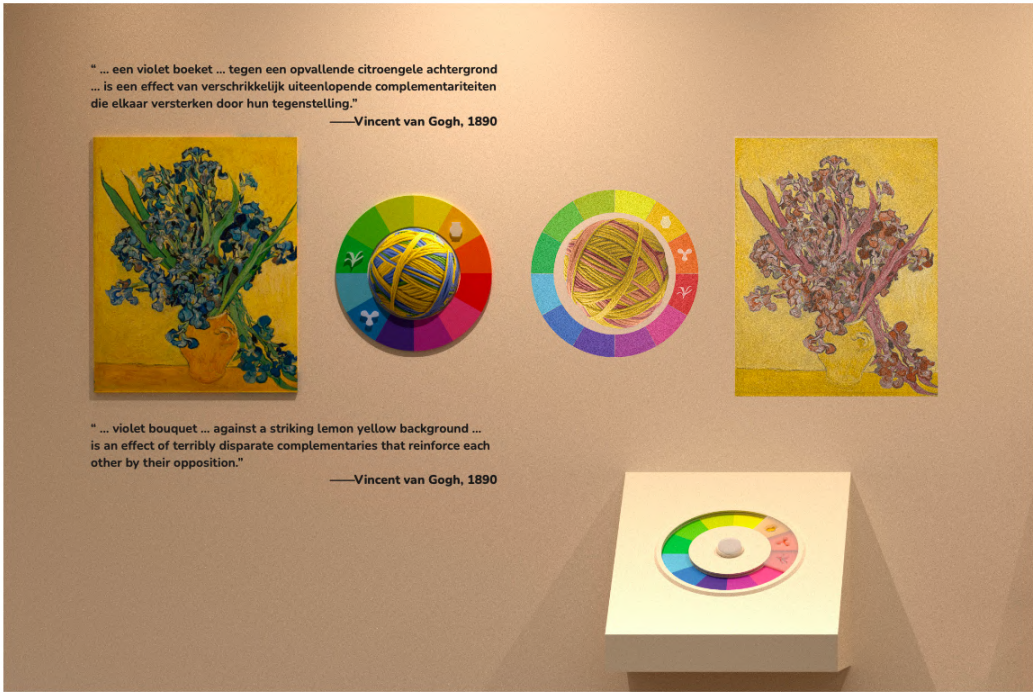 “ ... een violet boeket ... tegen een opvallende citroengele achtergrond
... is een effect van verschrikkelijk uiteenlopende complementariteiten
die elkaar versterken door hun tegenstelling.”
——Vincent van Gogh, 1890
“ ... violet bouquet ... against a striking lemon yellow background ...
is an effect of terribly disparate complementaries that reinforce each
other by their opposition.”
——Vincent van Gogh, 1890